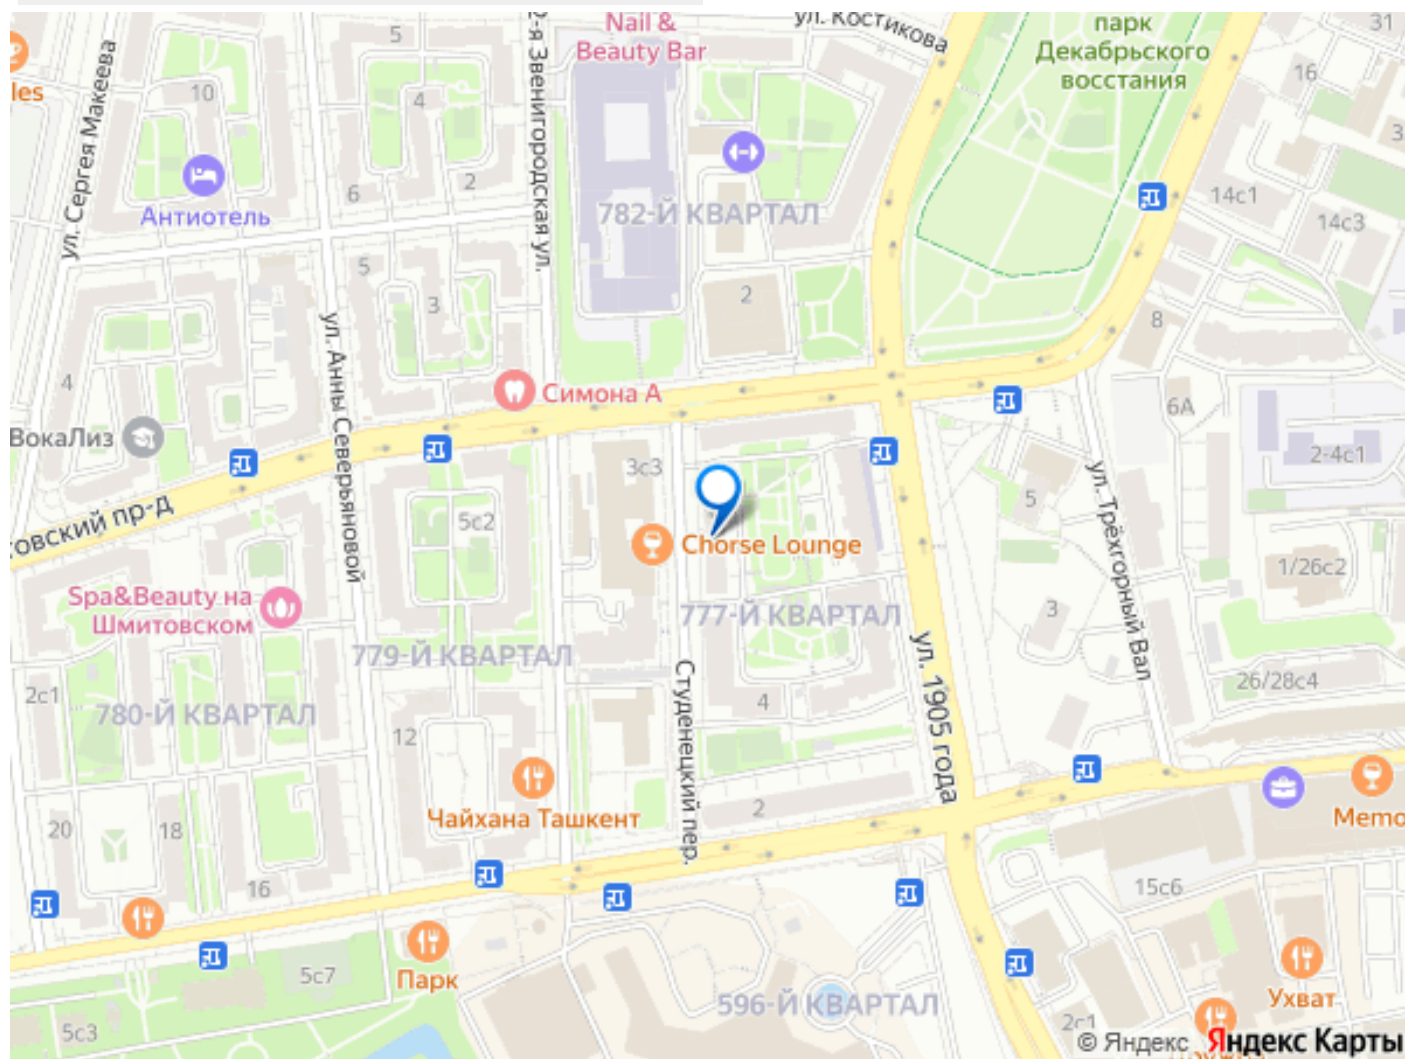 Nail &
Beauty Bar
ул. Костикова
парк
Декабрьского
восстания
31
16
5
4
10
les
ул. Сергея Макеева
2-я Звенигородская ул.
6
2
Антиотель
782-Й КВАРТАЛ
14с1
14с3
5
3
2
8
ул. Анны Северьяновой
4
Симона А
6А
ВокаЛиз
3с3
2-4с1
5
ул. Трёхгорный Вал
5с2
овский пр-д
Chorse Lounge
1/26с2
Spa&Beauty на
Шмитовском
777-Й КВАРТАЛ
3
779-Й КВАРТАЛ
ул. 1905 года
Студенецкий пер.
26/28с4
2с1
780-Й КВАРТАЛ
4
12
Чайхана Ташкент
2
Memo
20
18
16
15с6
5с7
Парк
596-Й КВАРТАЛ
Ухват
5с3
2г1
© Яндекс Яндекс Карты